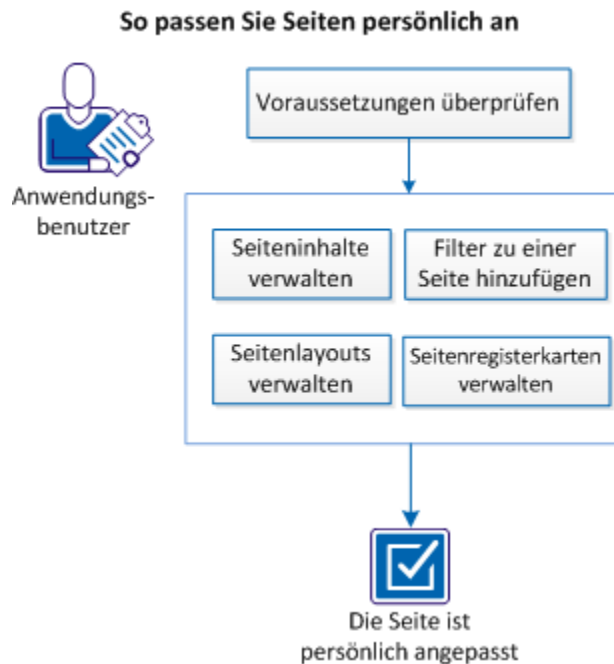 So passen Sie Seiten persönlich an
Voraussetzungen überprüfen
Anwendungs-
benutzer
Seiteninhalte
verwalten
Filter zu einer
Seite hinzufügen
Seitenlayouts
verwalten
Seitenregisterkarten
verwalten
Die Seite ist
persönlich angepasst